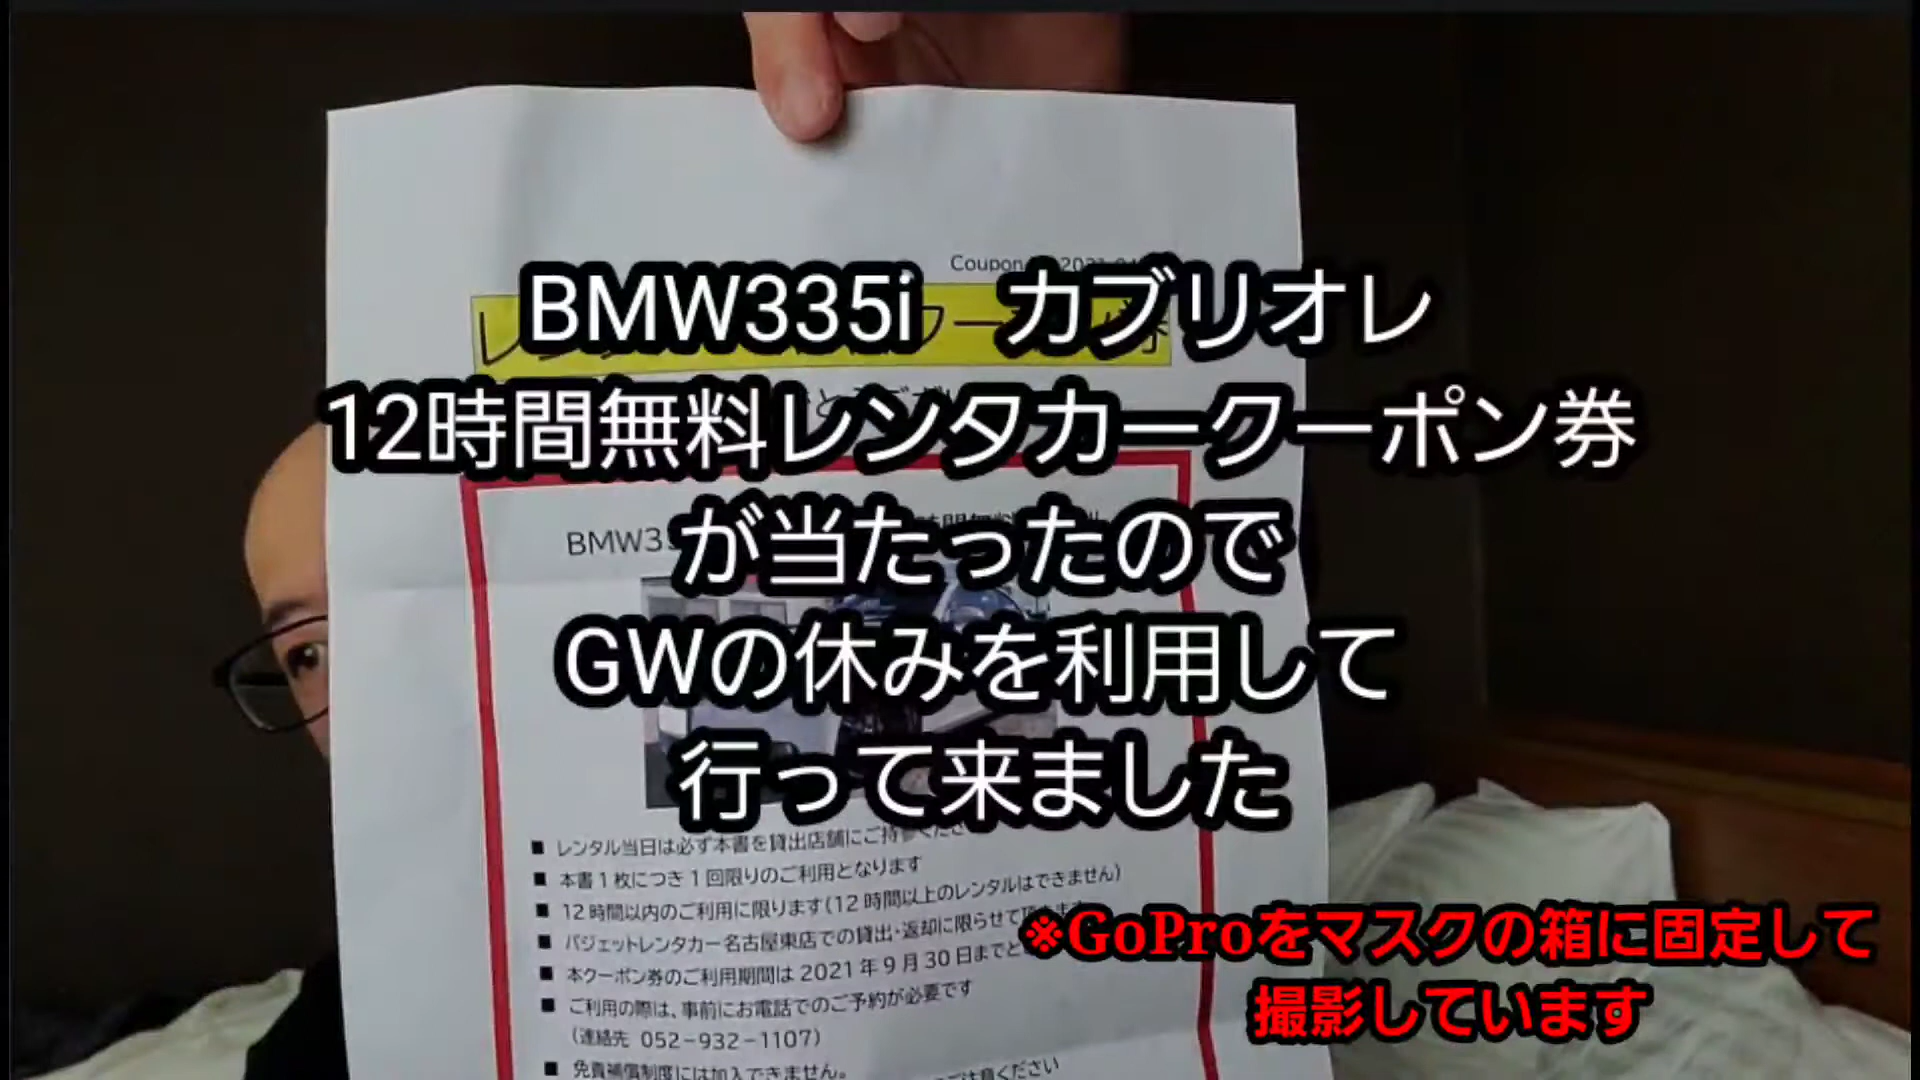 Coupon
BMW335i カブリオレ
12時間無料レンタカークーポン券
が当たったので
GWの休みを利用して
行って来ました
BMW3
■ レンタル当日は必ず本書を貸出店舗にご持参くださ
■ 本書1枚につき1回限りのご利用となります
■ 12時間以内のご利用に限ります(12時間以上のレンタルはできません)
■ バジェットレンタカー名古屋東店での貸出・返却に限らせて頂きます
■ 本クーポン券のご利用期間は2021年9月30日までと
■ ご利用の際は、事前にお電話でのご予約が必要です
(連絡先 052-932-1107)
■ 免責補償制度には加入できません。
ご注意ください
※GoProをマスクの箱に固定して
撮影しています